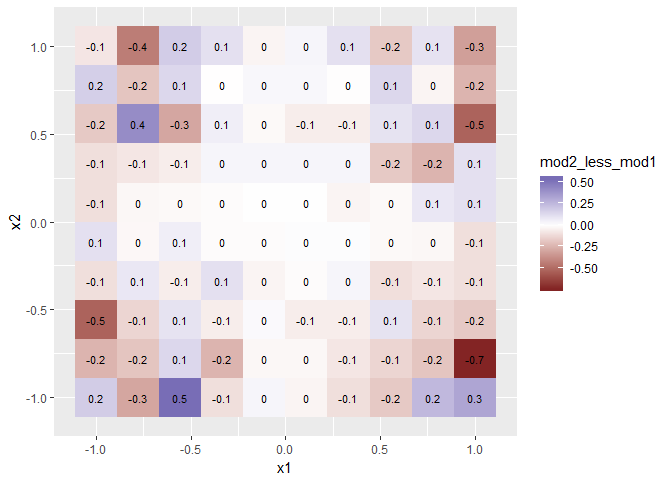 1.0 -0.1 -0.4 0.2 0.1 0 0 0.1 -0.2 0.1 -0.3
0.2 -0.2 0.1 0 0 0 0 0.1 0 -0.2
0.5 -0.2 0.4 -0.3 0.1 0 -0.1 -0.1 0.1 0.1 -0.5
mod2_less_mod1
-0.1 -0.1 -0.1 0 0 0 0 -0.2 -0.2 0.1
0.50
x2 0.0 -0.1 0 0 0 0 0 0 0 0.1 0.1
0.25
0.00
0.1 0 0.1 0 0 0 0 0 0 -0.1
-0.25
-0.1 0.1 -0.1 0.1 0 0 0 -0.1 -0.1 -0.1
-0.50
-0.5 -0.5 -0.1 0.1 -0.1 0 -0.1 -0.1 0.1 -0.1 -0.2
-0.2 -0.2 0.1 -0.2 0 0 -0.1 -0.1 -0.2 -0.7
-1.0 0.2 -0.3 0.5 -0.1 0 0 -0.1 -0.2 0.2 0.3
-1.0 -0.5 0.0 0.5 1.0
x1